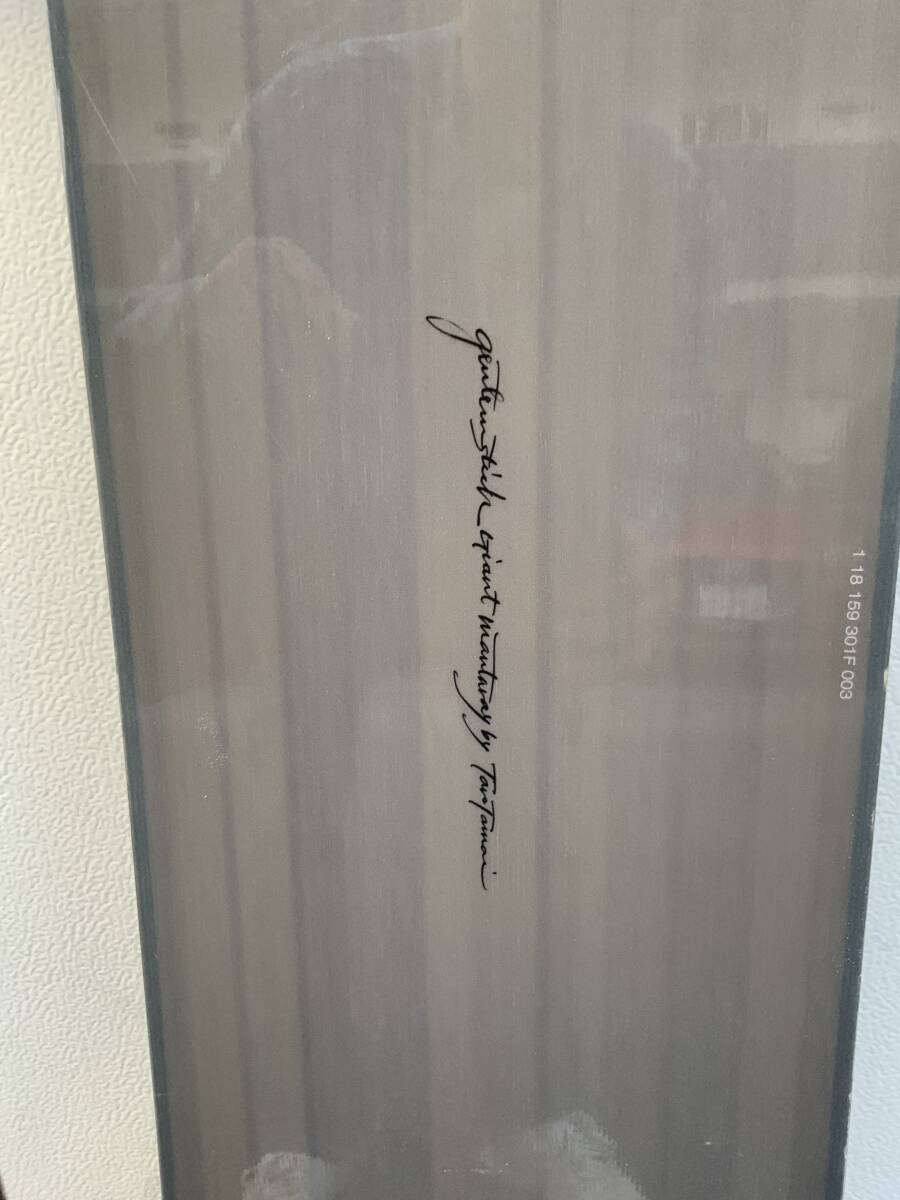 gentemstick Giant mantaray by TaroTamai
1 18 159 301F 003